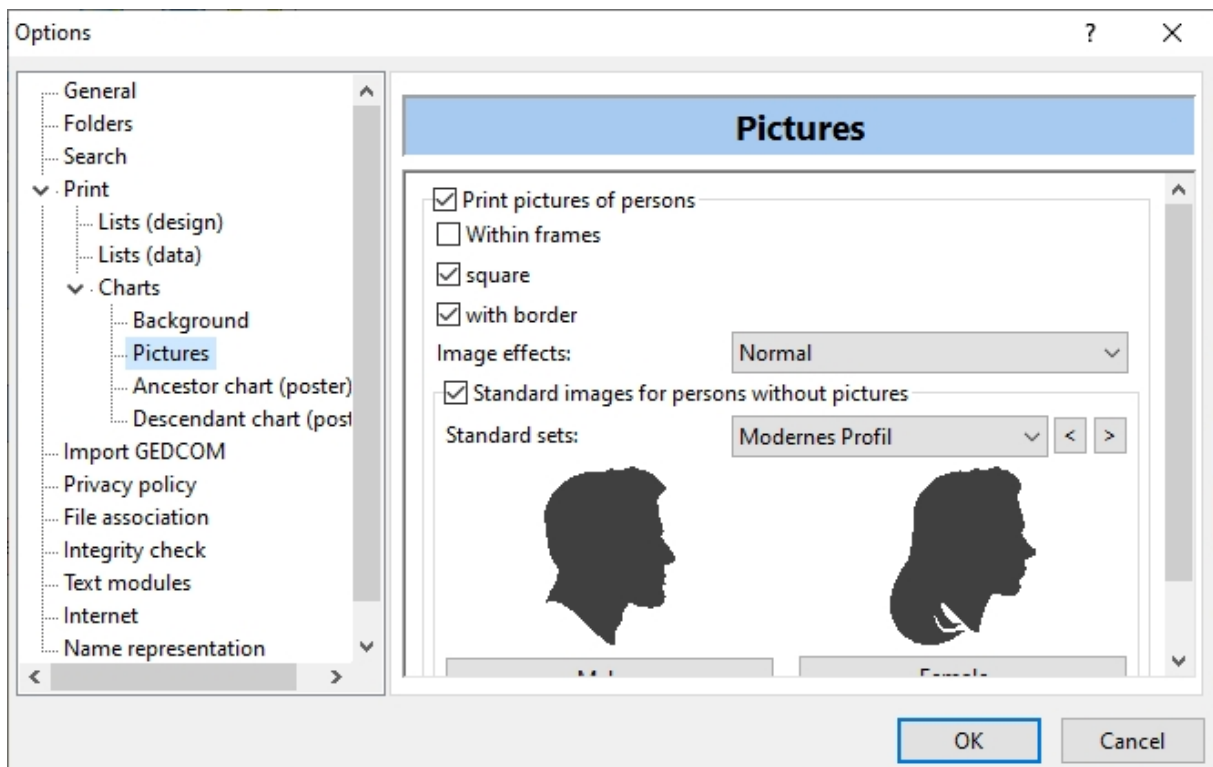 Options
?
General
Folders
Search
Print
Lists (design)
Lists (data)
Charts
Background
Pictures
Ancestor chart (poster)
Descendant chart (post
Import GEDCOM
Privacy policy
File association
Integrity check
Text modules
Internet
Name representation
Pictures
Print pictures of persons
Within frames
square
with border
Image effects: Normal
Standard images for persons without pictures
Standard sets: Modernes Profil < >
Female
OK Cancel